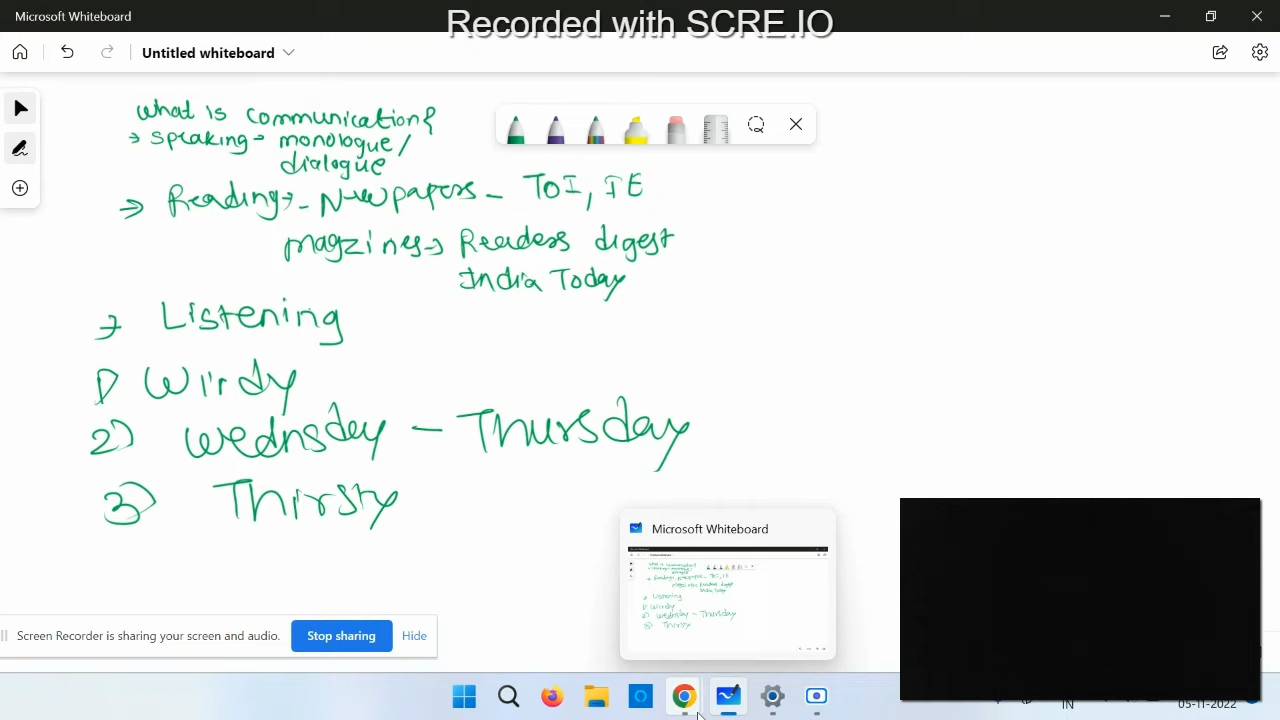 Microsoft Whiteboard
Recorded with SCRE.IO
Untitled whiteboard
What is communication?
→ Speaking - monologue /
dialogue
→ Reading → - Newpapers - TOI, IE
magzines → Readers digest
India Today
→ Listening
1) Windy
2) Wednsday - Thursday
3) Thirsty
Microsoft Whiteboard
Screen Recorder is sharing your screen and audio.
Stop sharing
Hide
IN
05-11-2022